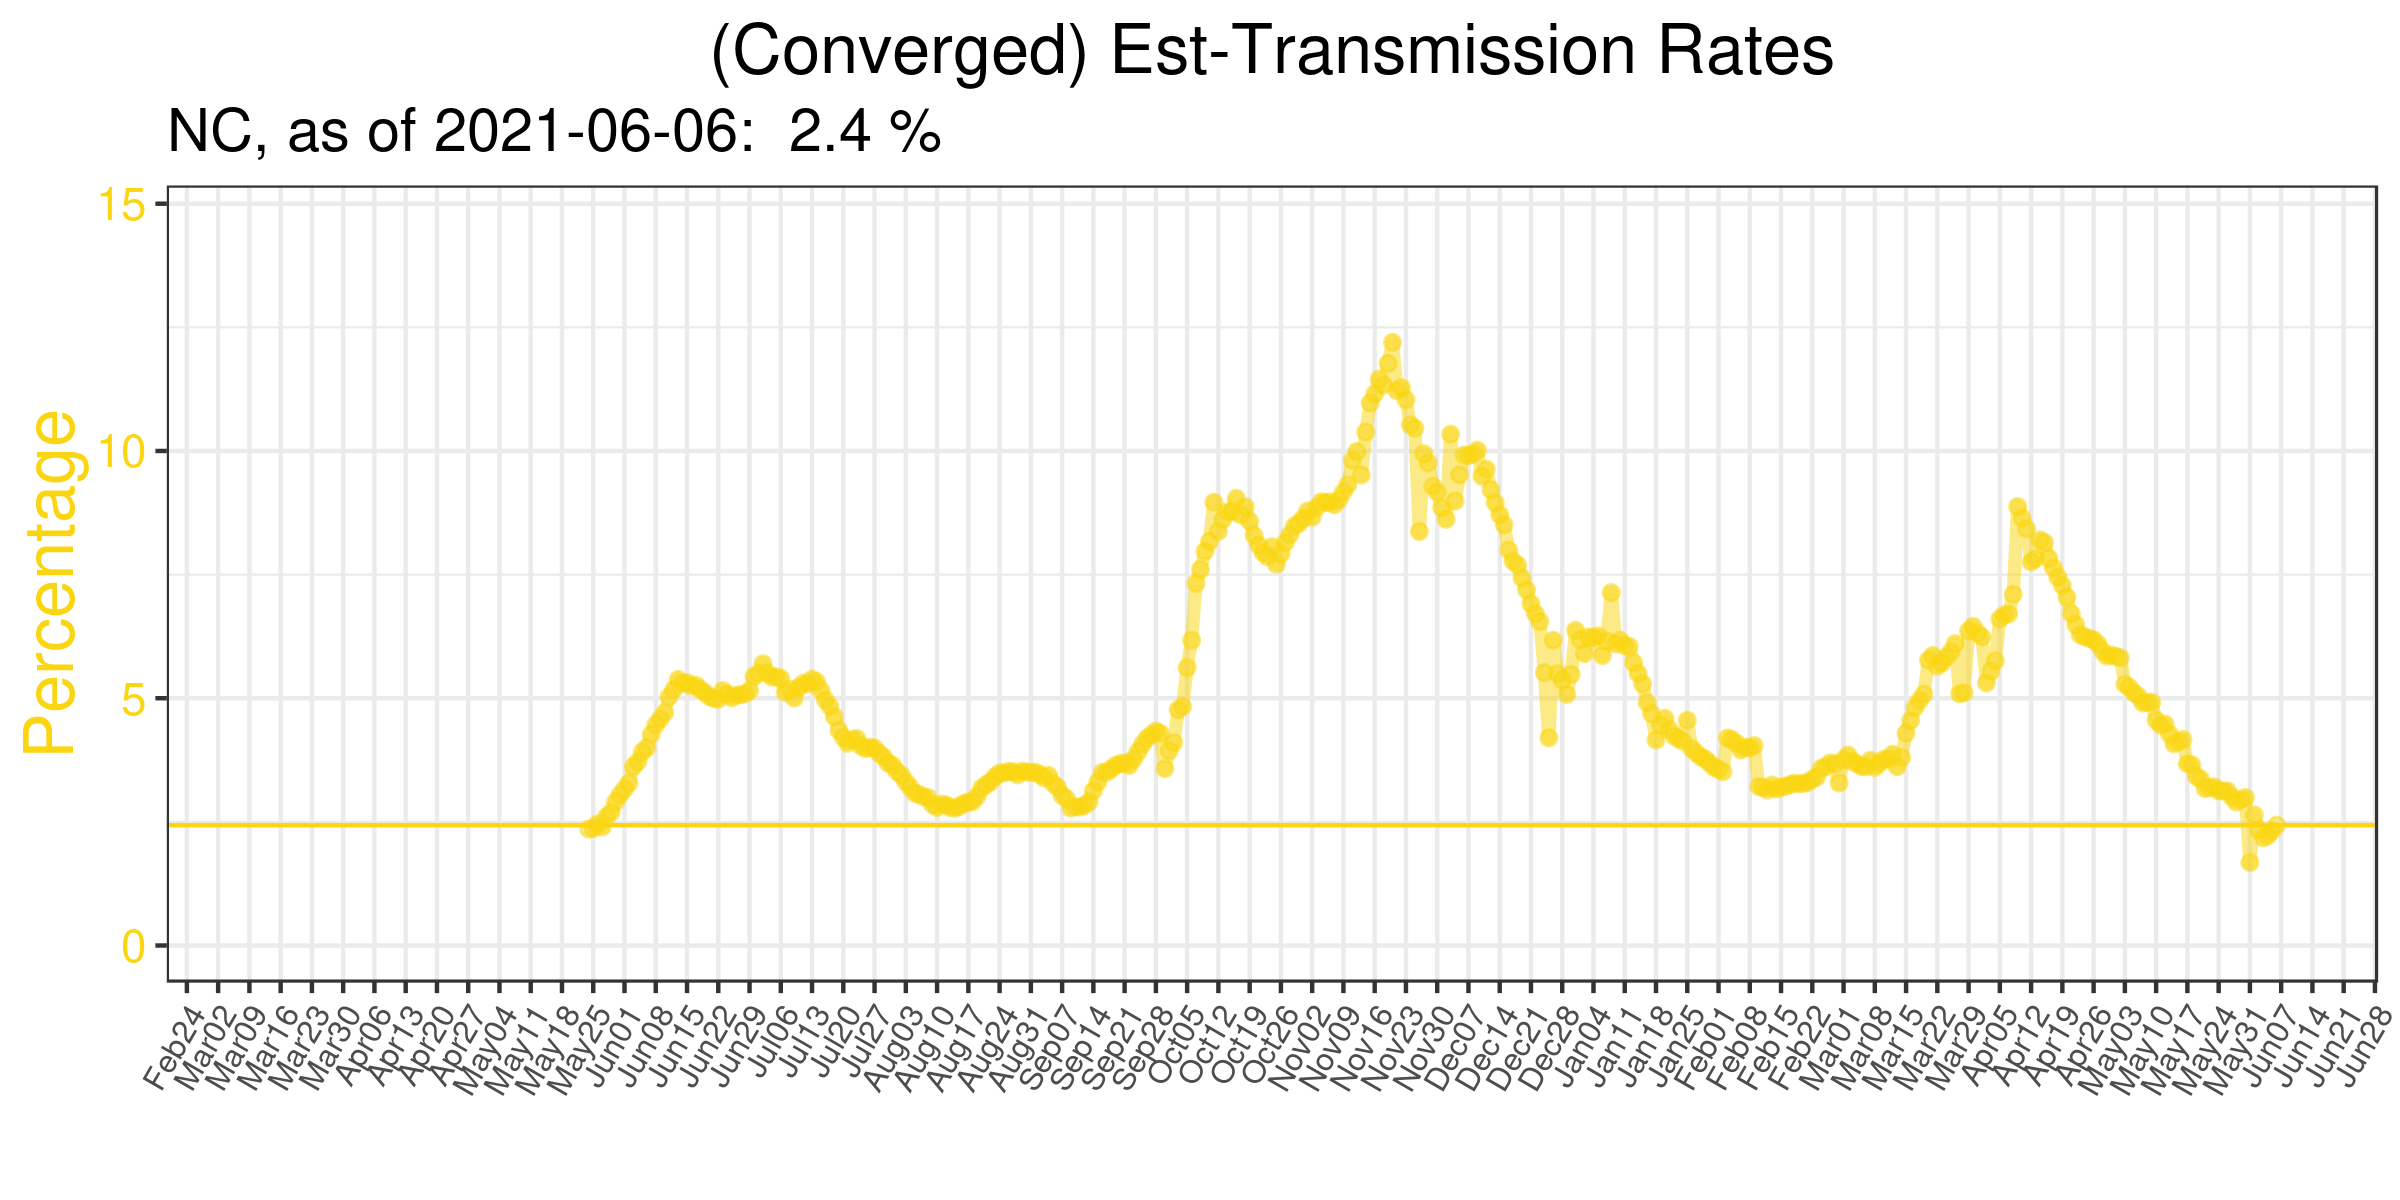 (Converged) Est-Transmission Rates
NC, as of 2021-06-06:  2.4 %
Percentage
15
10
5
0
Feb24
Mar02
Mar09
Mar16
Mar23
Mar30
Apr06
Apr13
Apr20
Apr27
May04
May11
May18
May25
Jun01
Jun08
Jun15
Jun22
Jun29
Jul06
Jul13
Jul20
Jul27
Aug03
Aug10
Aug17
Aug24
Aug31
Sep07
Sep14
Sep21
Sep28
Oct05
Oct12
Oct19
Oct26
Nov02
Nov09
Nov16
Nov23
Nov30
Dec07
Dec14
Dec21
Dec28
Jan04
Jan11
Jan18
Jan25
Feb01
Feb08
Feb15
Feb22
Mar01
Mar08
Mar15
Mar22
Mar29
Apr05
Apr12
Apr19
Apr26
May03
May10
May17
May24
May31
Jun07
Jun14
Jun21
Jun28